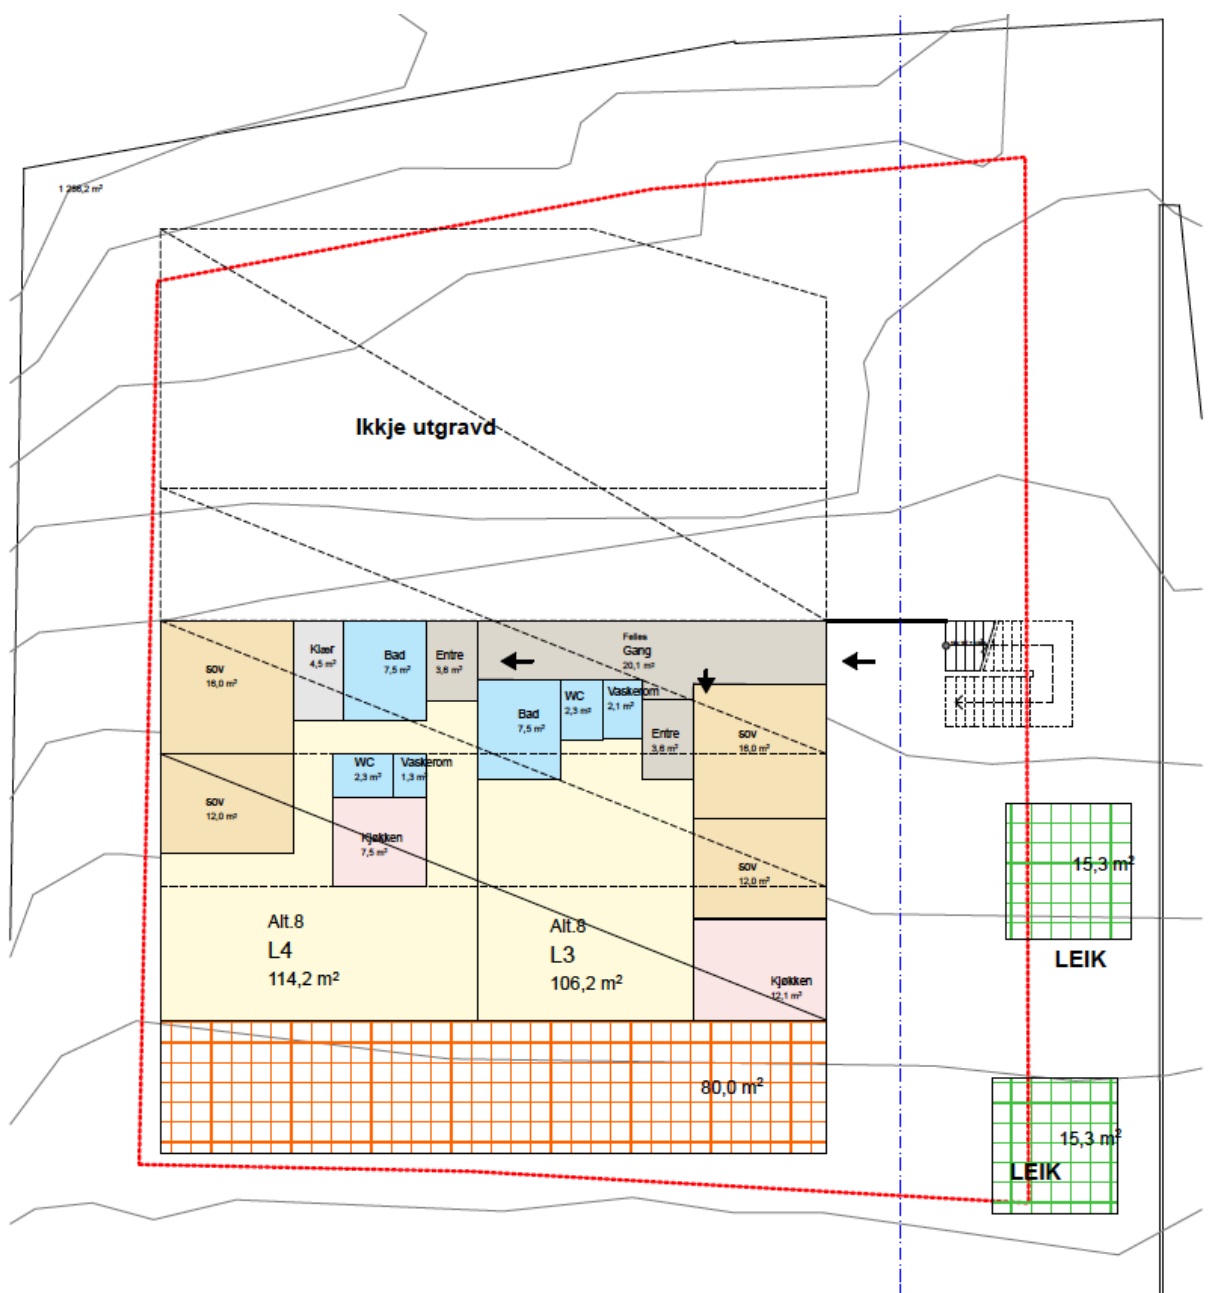 1 286,2 m²
Ikkje utgravd
sov
16,0 m²
Klær
4,5 m²
Bad
7,5 m²
Entre
3,6 m²
Felles
Gang
20,1 m²
Bad
7,5 m²
WC
2,3 m²
Vaskerom
2,1 m²
Entre
3,6 m²
sov
16,0 m²
sov
12,0 m²
WC
2,3 m²
Vaskerom
1,3 m²
Kjøkken
7,5 m²
sov
12,0 m²
Alt.8
L4
114,2 m²
Alt.8
L3
106,2 m²
Kjøkken
12,1 m²
80,0 m²
15,3 m²
LEIK
15,3 m²
LEIK